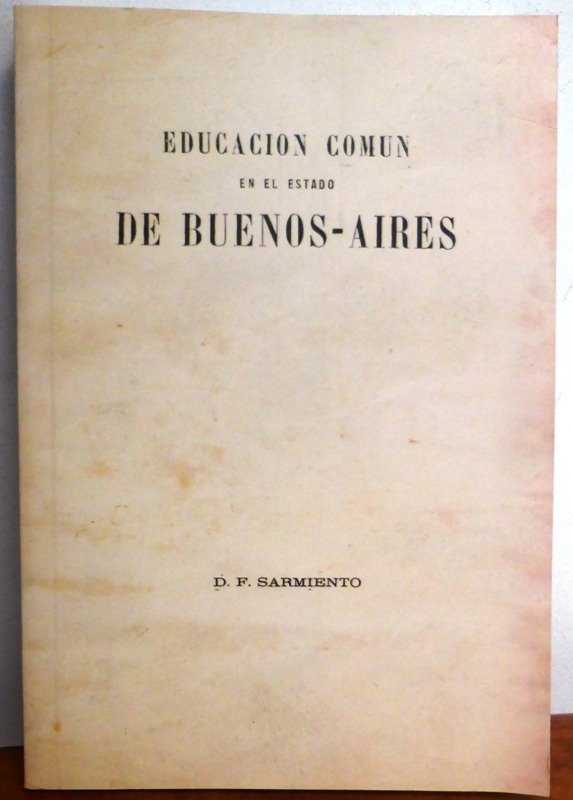 EDUCACION COMUN
EN EL ESTADO
DE BUENOS-AIRES
D. F. SARMIENTO